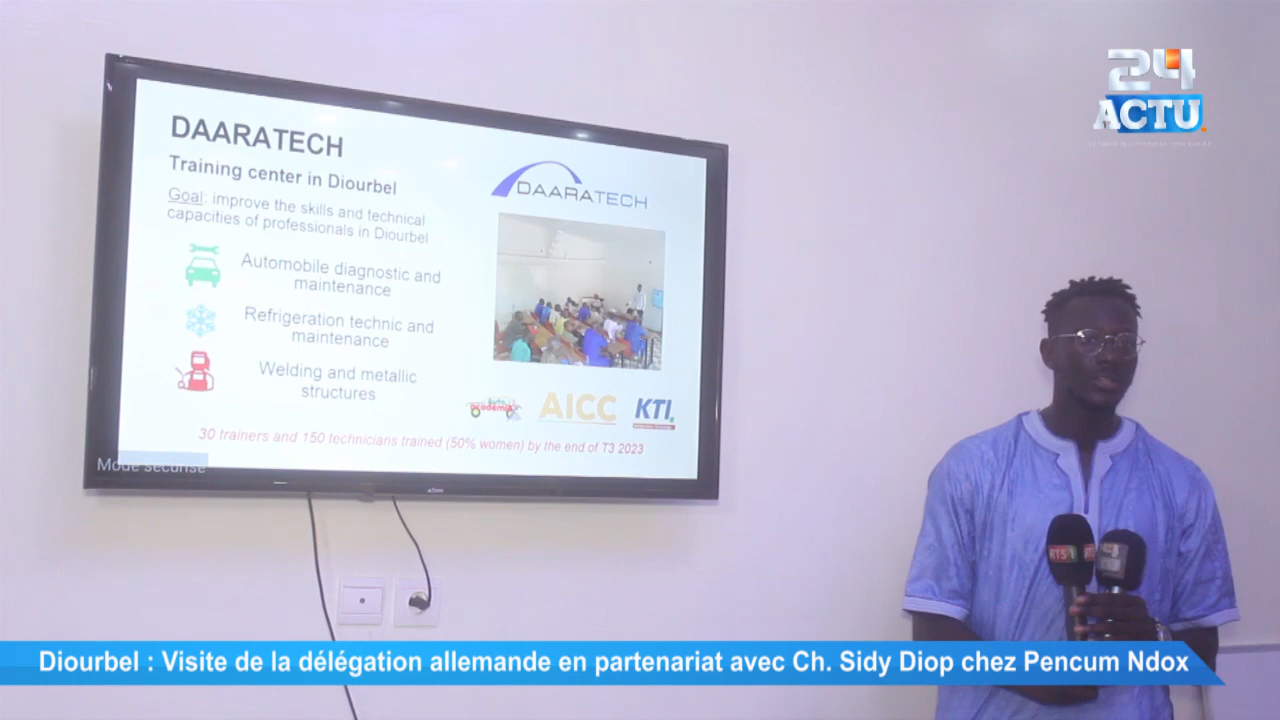 24
ACTU
DAARATECH
Training center in Diourbel
Goal: improve the skills and technical
capacities of professionals in Diourbel
Automobile diagnostic and
maintenance
Refrigeration technic and
maintenance
Welding and metallic
structures
DAARATECH
auto
academie
AICC
KTI
30 trainers and 150 technicians trained (50% women) by the end of T3 2023
Mode sécurisé
RTS1
Diourbel : Visite de la délégation allemande en partenariat avec Ch. Sidy Diop chez Pencum Ndox